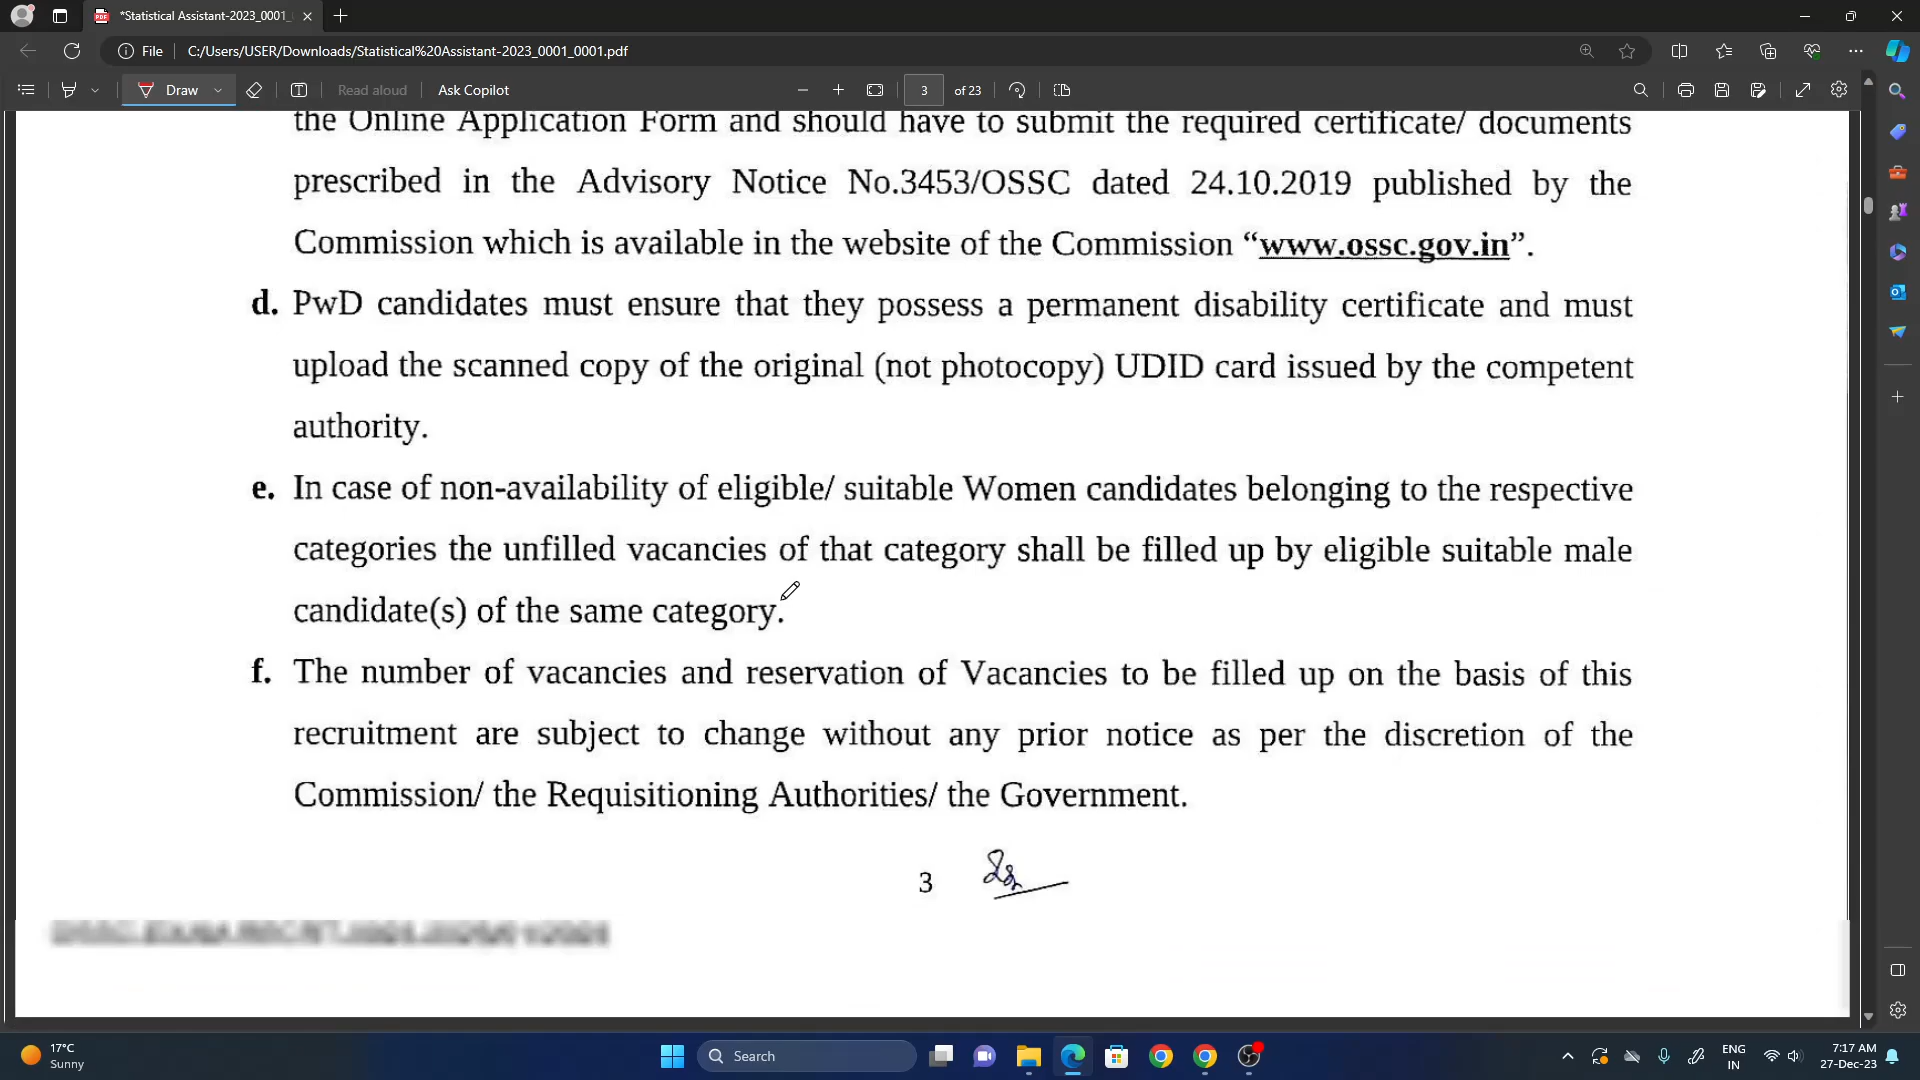 *Statistical Assistant-2023_0001_
File C:/Users/USER/Downloads/Statistical%20Assistant-2023_0001_0001.pdf
Draw Read aloud Ask Copilot 3 of 23
the Online Application Form and should have to submit the required certificate/ documents
prescribed in the Advisory Notice No.3453/OSSC dated 24.10.2019 published by the
Commission which is available in the website of the Commission “www.ossc.gov.in”.
d. PwD candidates must ensure that they possess a permanent disability certificate and must
upload the scanned copy of the original (not photocopy) UDID card issued by the competent
authority.
e. In case of non-availability of eligible/ suitable Women candidates belonging to the respective
categories the unfilled vacancies of that category shall be filled up by eligible suitable male
candidate(s) of the same category.
f. The number of vacancies and reservation of Vacancies to be filled up on the basis of this
recruitment are subject to change without any prior notice as per the discretion of the
Commission/ the Requisitioning Authorities/ the Government.
3
17°C
Sunny
Search
ENG
IN
7:17 AM
27-Dec-23